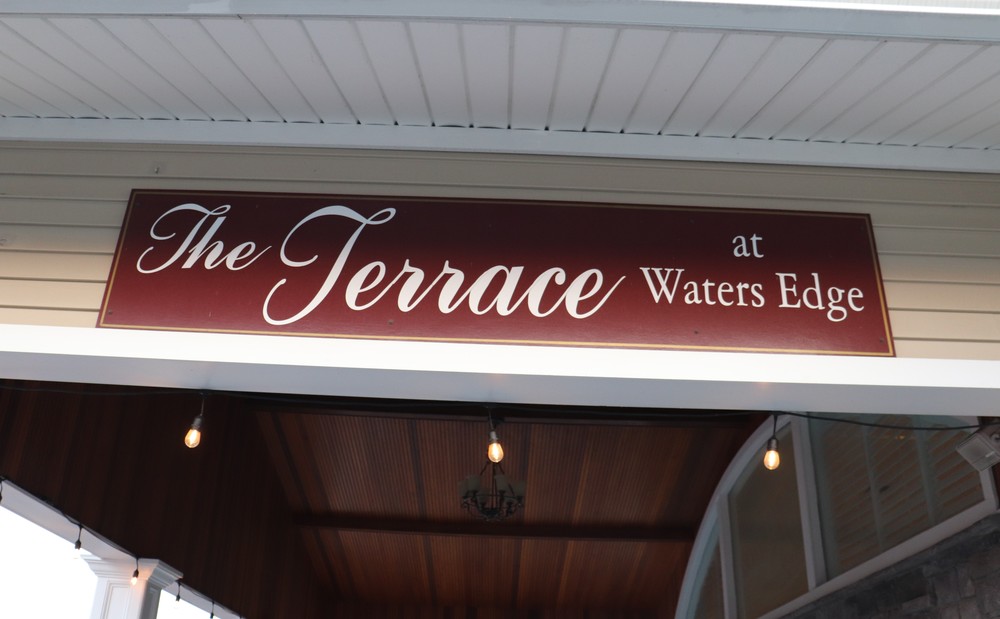 The Terrace
at
Waters Edge